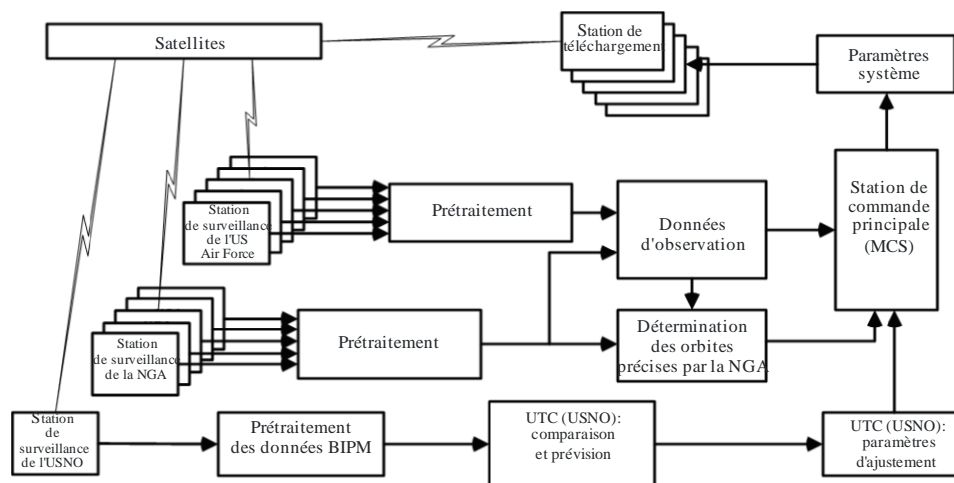 Satellites
Station de
téléchargement
Paramètres
système
Station
de surveillance
de l'US
Air Force
Prétraitement
Données
d'observation
Station de
commande
principale
(MCS)
Station
de surveillance
de la NGA
Prétraitement
Détermination
des orbites
précises par la NGA
Station
de
surveillance
de l'USNO
Prétraitement
des données BIPM
UTC (USNO):
comparaison
et prévision
UTC (USNO):
paramètres
d'ajustement